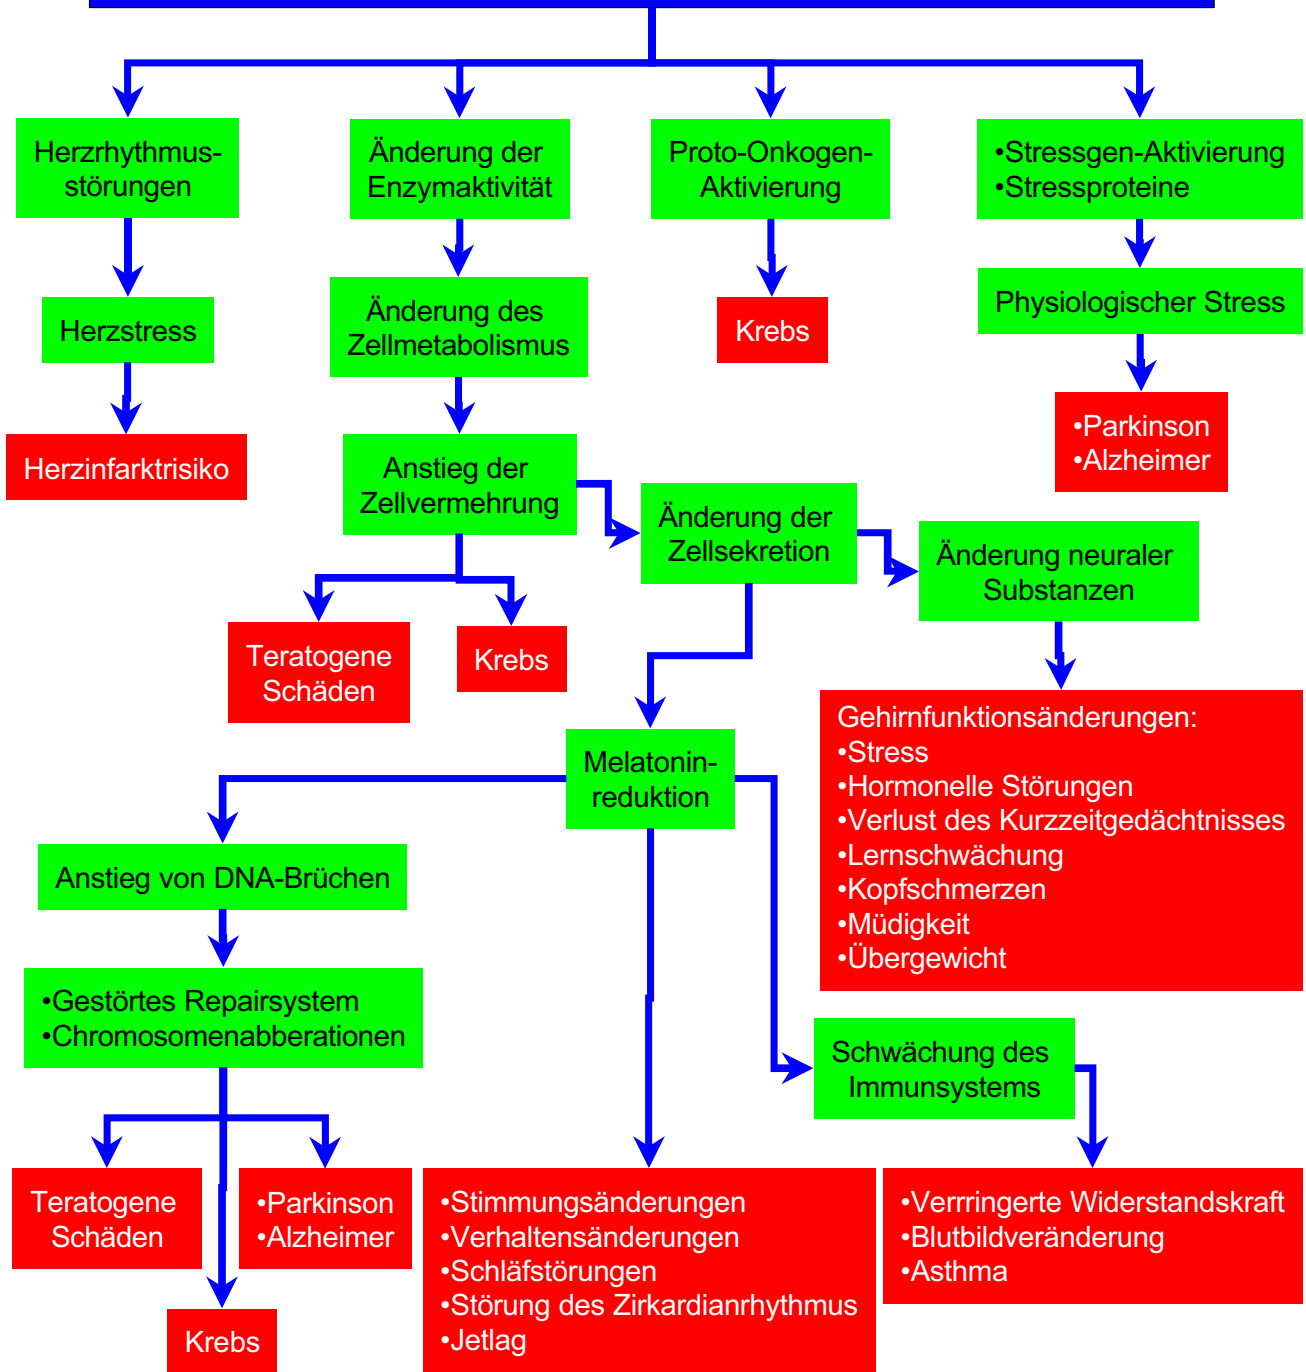 Herzrhythmus-
störungen
Änderung der
Enzymaktivität
Proto-Onkogen-
Aktivierung
•Stressgen-Aktivierung
•Stressproteine
Herzstress
Änderung des
Zellmetabolismus
Krebs
Physiologischer Stress
Herzinfarktrisiko
Anstieg der
Zellvermehrung
•Parkinson
•Alzheimer
Änderung der
Zellsekretion
Änderung neuraler
Substanzen
Teratogene
Schäden
Krebs
Gehirnfunktionsänderungen:
•Stress
•Hormonelle Störungen
•Verlust des Kurzzeitgedächtnisses
•Lernschwächung
•Kopfschmerzen
•Müdigkeit
•Übergewicht
Melatonin-
reduktion
Anstieg von DNA-Brüchen
•Gestörtes Repairsystem
•Chromosomenabberationen
Schwächung des
Immunsystems
Teratogene
Schäden
•Parkinson
•Alzheimer
Krebs
•Stimmungsänderungen
•Verhaltensänderungen
•Schläfstörungen
•Störung des Zirkardianrhythmus
•Jetlag
•Verrringerte Widerstandskraft
•Blutbildveränderung
•Asthma